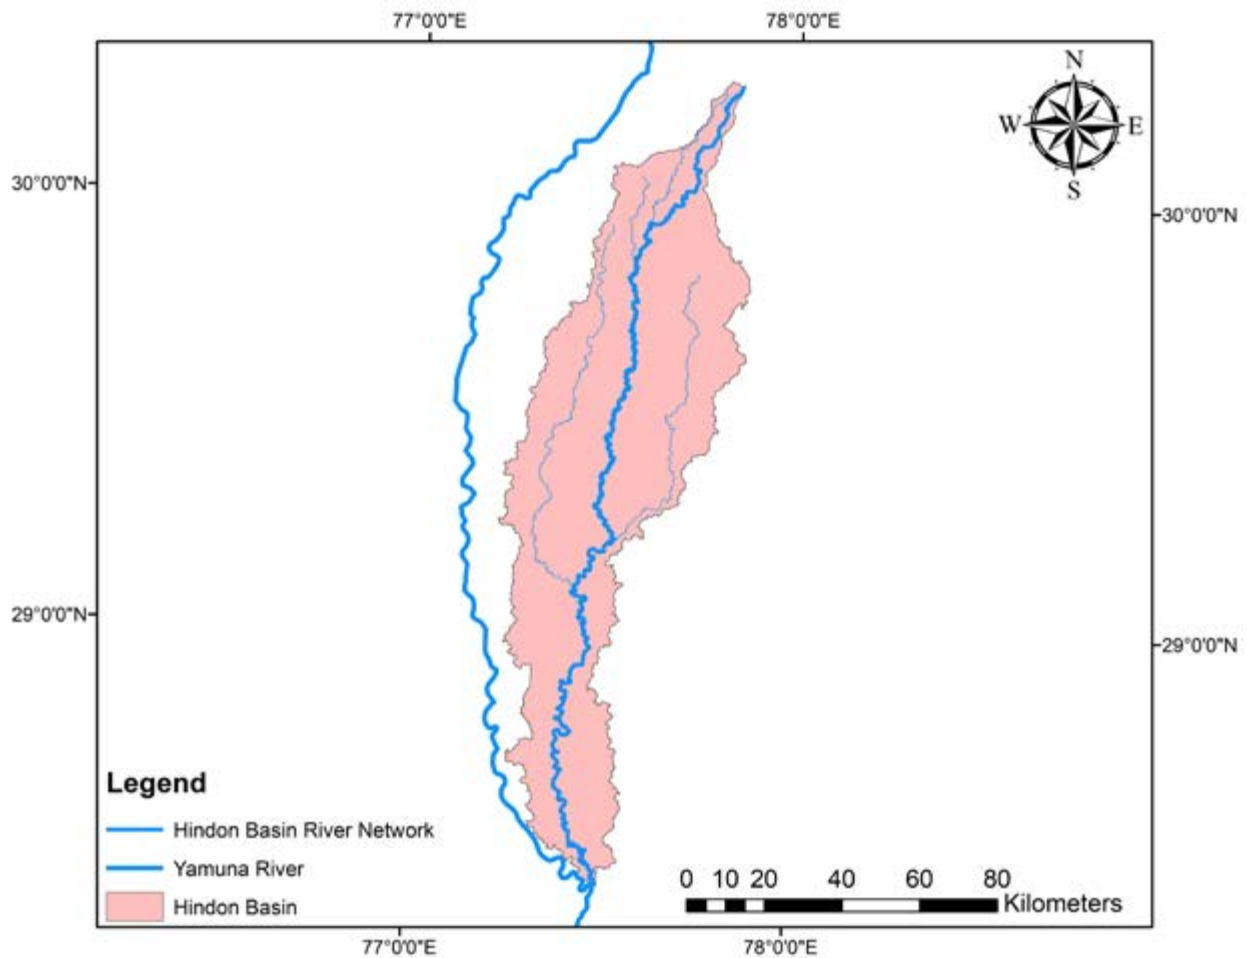 77°0'0"E 78°0'0"E
N
W E
S
30°0'0"N
30°0'0"N
29°0'0"N
29°0'0"N
Legend
Hindon Basin River Network
Yamuna River
Hindon Basin
0 10 20 40 60 80
Kilometers
77°0'0"E 78°0'0"E